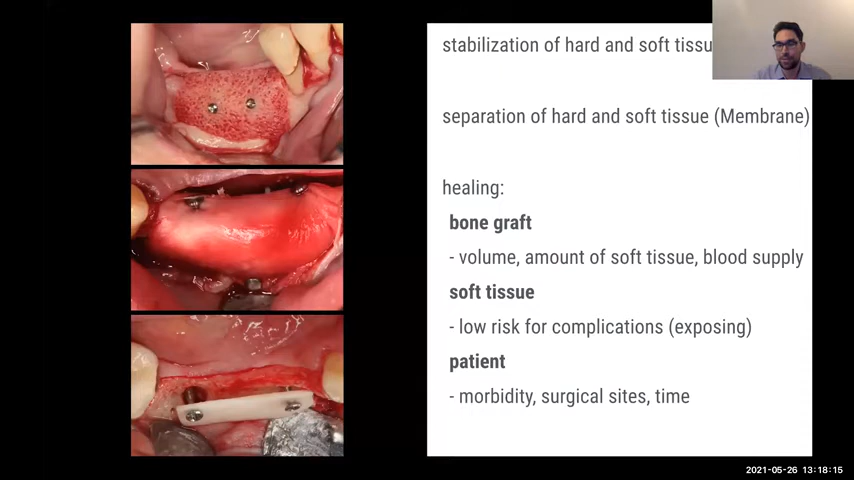 stabilization of hard and soft tissu
separation of hard and soft tissue (Membrane)
healing:
bone graft
- volume, amount of soft tissue, blood supply
soft tissue
- low risk for complications (exposing)
patient
- morbidity, surgical sites, time
2021-05-26 13:18:15